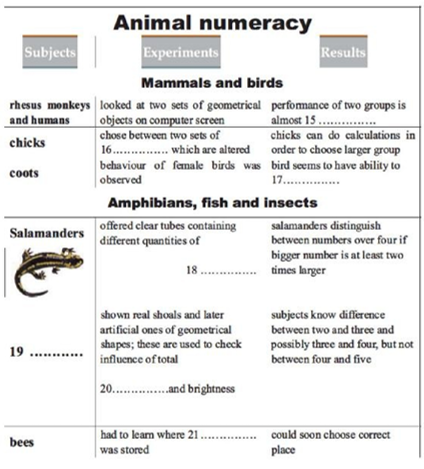 Animal numeracy
Subjects Experiments Results
Mammals and birds
rhesus monkeys looked at two sets of geometrical performance of two groups is
and humans objects on computer screen almost 15 ..............
chicks chose between two sets of chicks can do calculations in
16.............. which are altered order to choose larger group
coots behaviour of female birds was bird seems to have ability to
observed 17..............
Amphibians, fish and insects
Salamanders offered clear tubes containing salamanders distinguish
different quantities of between numbers over four if
18 .............. bigger number is at least two
times larger
shown real shoals and later subjects know difference
artificial ones of geometrical between two and three and
19 ............ shapes; these are used to check possibly three and four, but not
influence of total between four and five
20..............and brightness
bees had to learn where 21 .............. could soon choose correct
was stored place